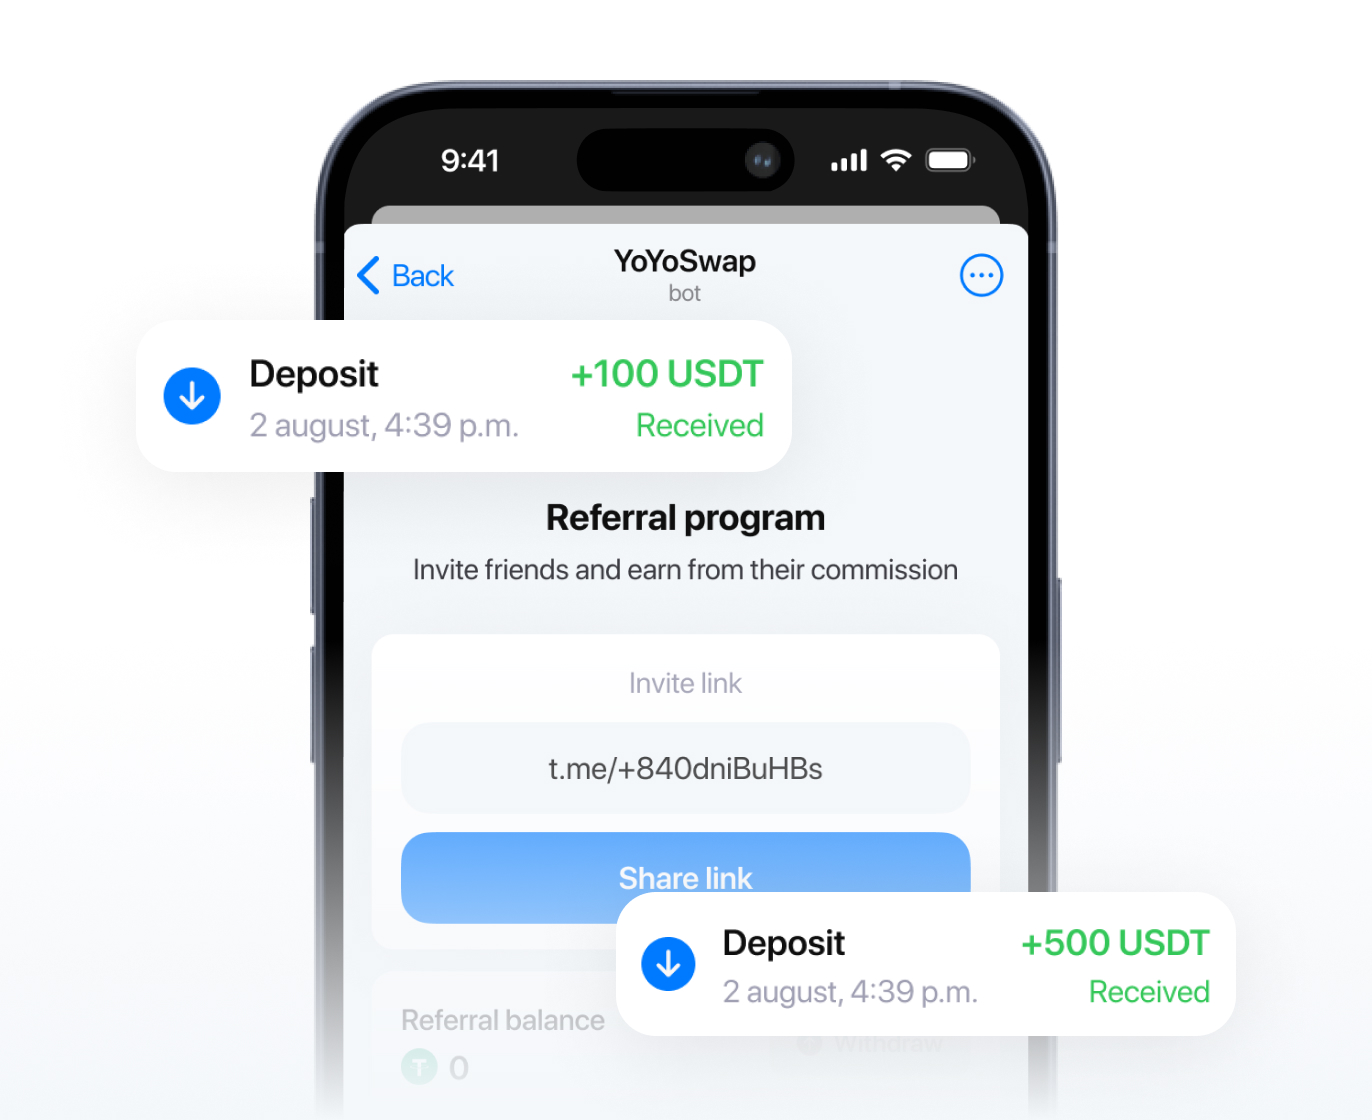 9:41
Back
YoYoSwap
bot
Deposit
+100 USDT
2 august, 4:39 p.m.
Received
Referral program
Invite friends and earn from their commission
Invite link
t.me/+840dniBuHBs
Share link
Deposit
+500 USDT
2 august, 4:39 p.m.
Received
Referral balance
Withdraw
T 0